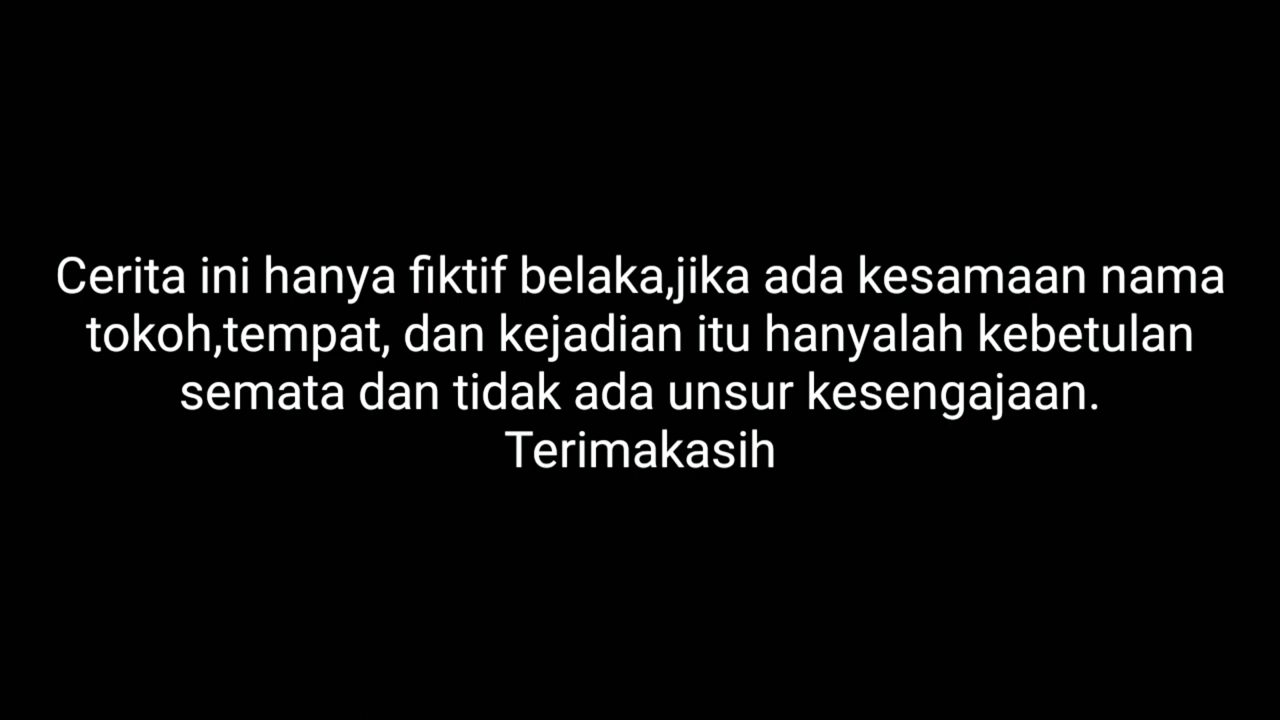 Cerita ini hanya fiktif belaka,jika ada kesamaan nama
tokoh,tempat, dan kejadian itu hanyalah kebetulan
semata dan tidak ada unsur kesengajaan.
Terimakasih